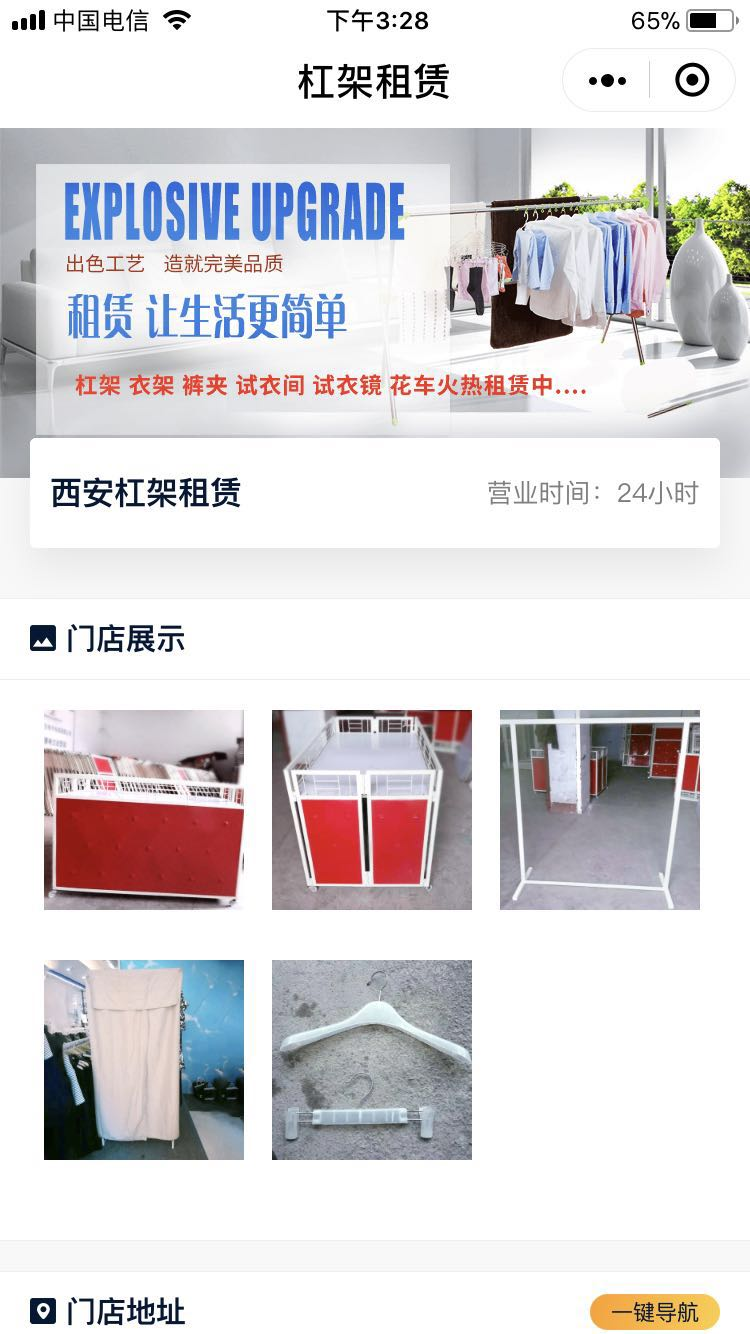 中国电信
下午3:28
65%
杠架租赁
EXPLOSIVE UPGRADE
出色工艺 造就完美品质
租赁 让生活更简单
杠架 衣架 裤夹 试衣间 试衣镜 花车火热租赁中....
西安杠架租赁
营业时间：24小时
门店展示
门店地址
一键导航